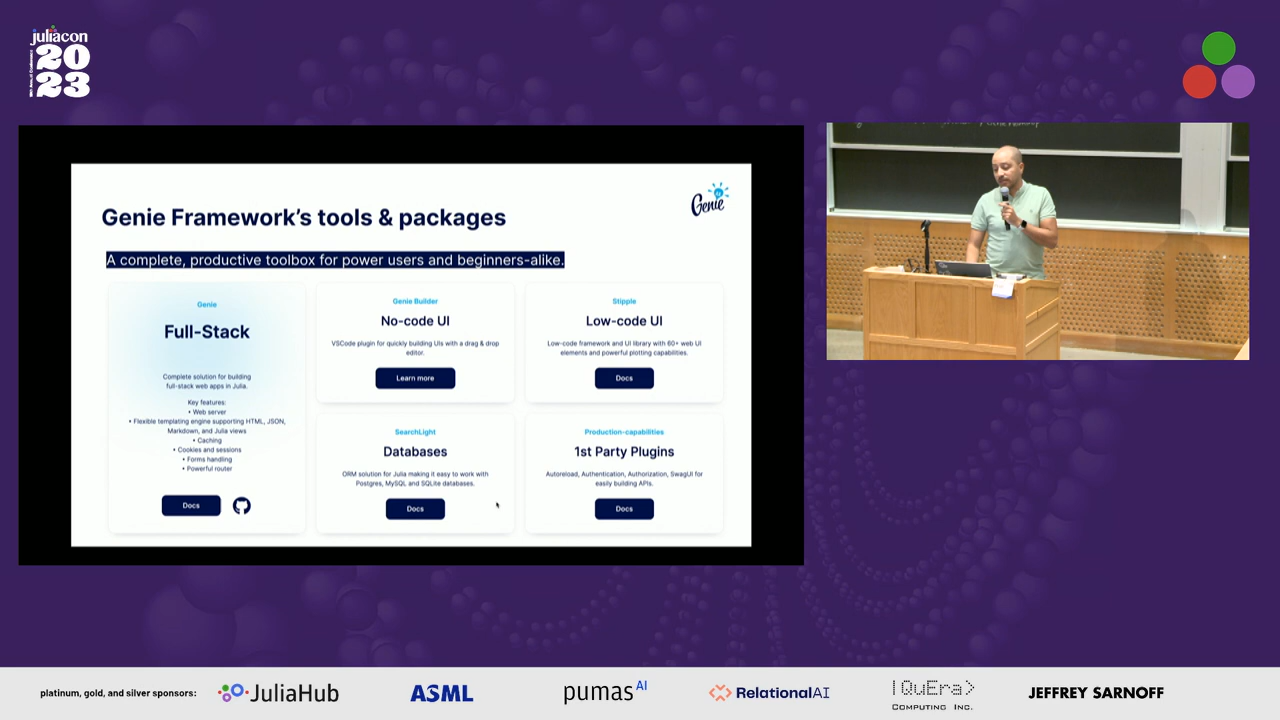 juliacon
20
23
Genie Framework's tools & packages
Genie
A complete, productive toolbox for power users and beginners-alike.
Genie
Full-Stack
Complete solution for building
full-stack web apps in Julia.
Key features:
• Web server
• Flexible templating engine supporting HTML, JSON,
Markdown, and Julia views
• Caching
• Cookies and sessions
• Forms handling
• Powerful router
Docs
Genie Builder
No-code UI
VSCode plugin for quickly building UIs with a drag & drop
editor.
Learn more
Stipple
Low-code UI
Low-code framework and UI library with 60+ web UI
elements and powerful plotting capabilities.
Docs
SearchLight
Databases
ORM solution for Julia making it easy to work with
Postgres, MySQL and SQLite databases.
Docs
Production-capabilities
1st Party Plugins
Autoreload, Authentication, Authorization, SwagUI for
easily building APIs.
Docs
platinum, gold, and silver sponsors:
JuliaHub
ASML
pumas AI
RelationalAI
|QuEra>
COMPUTING INC.
JEFFREY SARNOFF